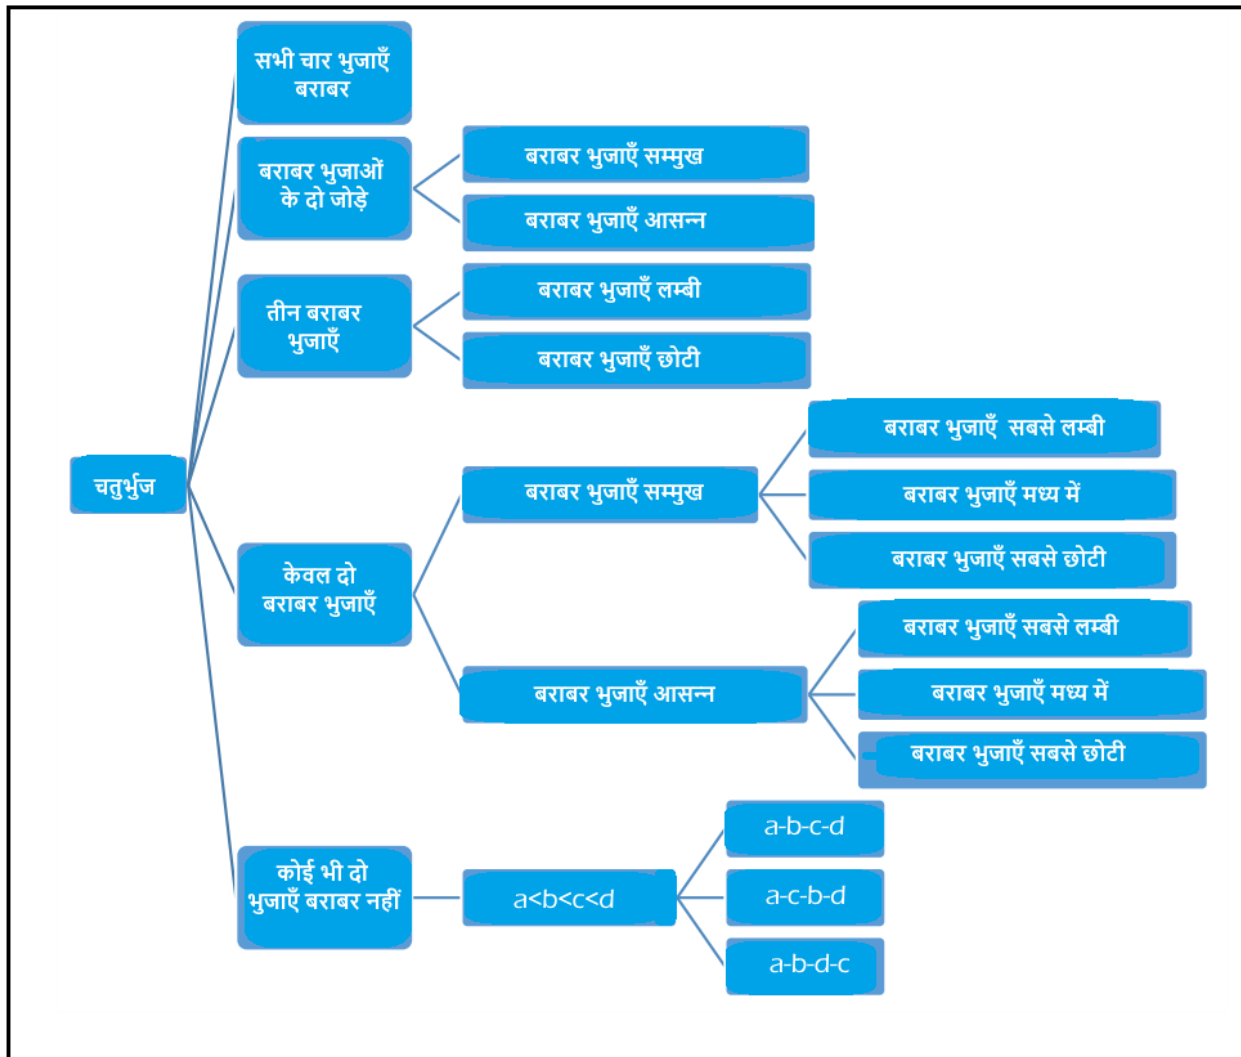 सभी चार भुजाएँ
बराबर
बराबर भुजाओं
के दो जोड़े
बराबर भुजाएँ सम्मुख
बराबर भुजाएँ आसन्न
तीन बराबर
भुजाएँ
बराबर भुजाएँ लम्बी
बराबर भुजाएँ छोटी
चतुर्भुज
केवल दो
बराबर भुजाएँ
बराबर भुजाएँ सम्मुख
बराबर भुजाएँ सबसे लम्बी
बराबर भुजाएँ मध्य में
बराबर भुजाएँ सबसे छोटी
बराबर भुजाएँ आसन्न
बराबर भुजाएँ सबसे लम्बी
बराबर भुजाएँ मध्य में
बराबर भुजाएँ सबसे छोटी
कोई भी दो
भुजाएँ बराबर नहीं
a<b<c<d
a-b-c-d
a-c-b-d
a-b-d-c